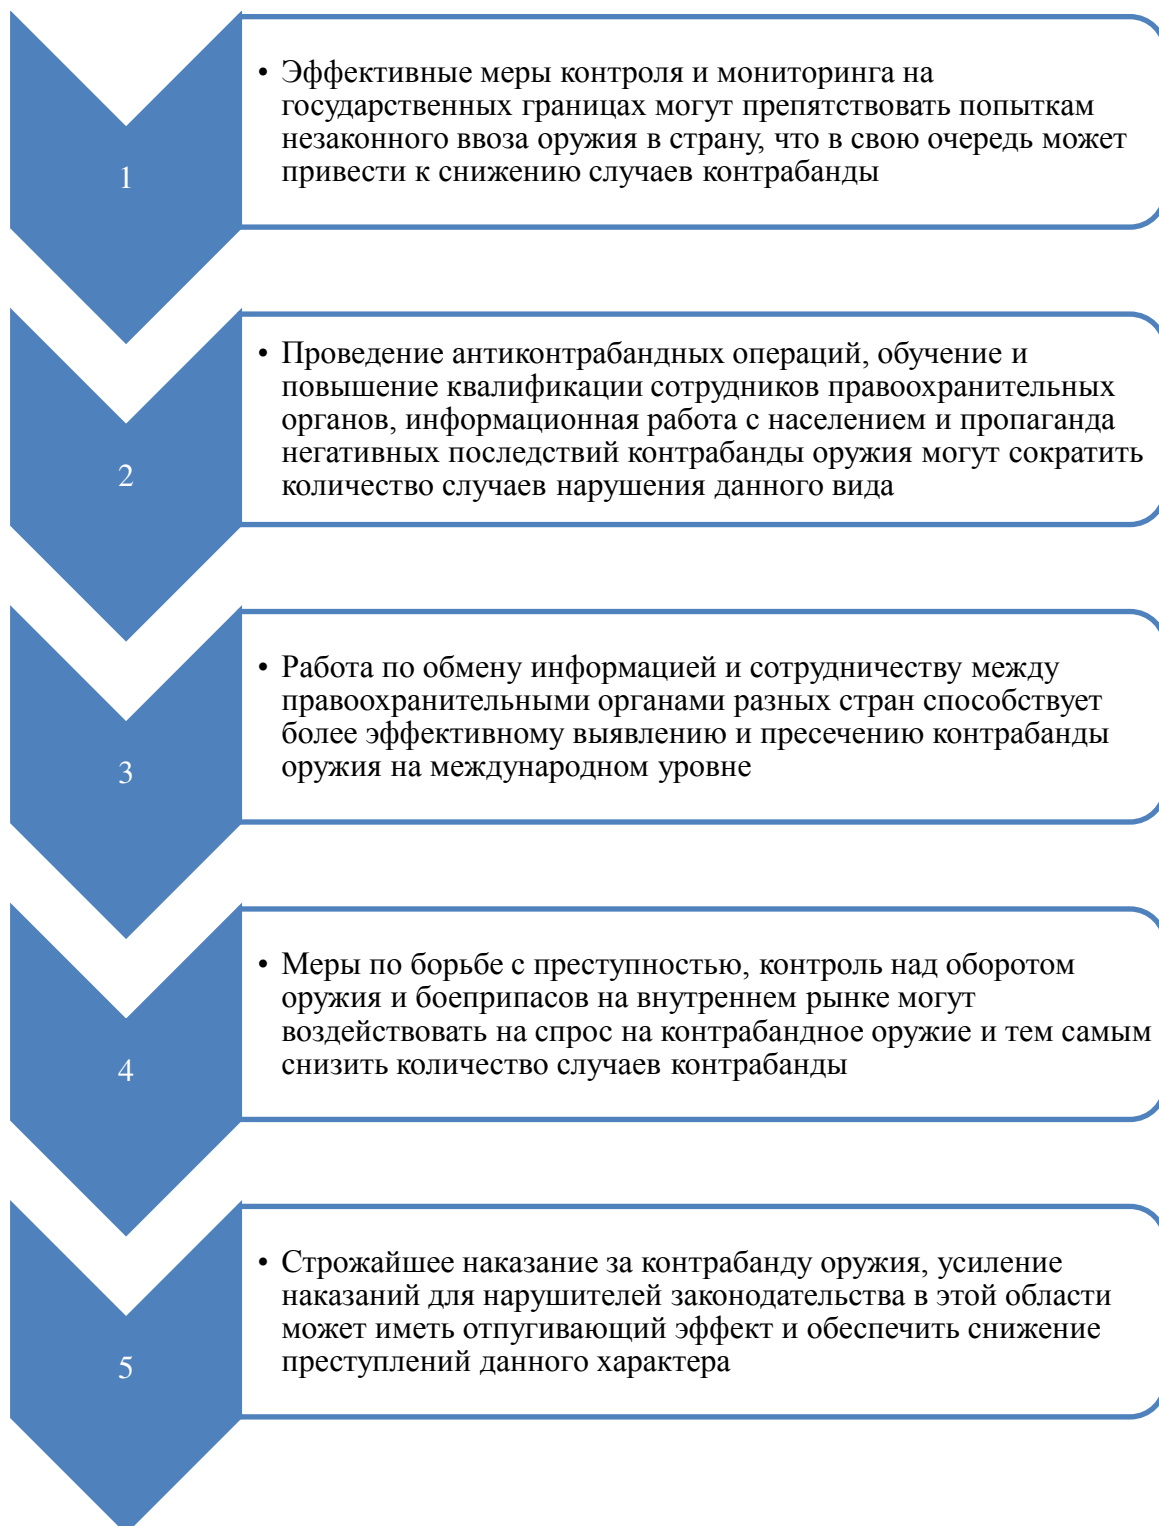 1
• Эффективные меры контроля и мониторинга на
государственных границах могут препятствовать попыткам
незаконного ввоза оружия в страну, что в свою очередь может
привести к снижению случаев контрабанды
2
• Проведение антиконтрабандных операций, обучение и
повышение квалификации сотрудников правоохранительных
органов, информационная работа с населением и пропаганда
негативных последствий контрабанды оружия могут сократить
количество случаев нарушения данного вида
3
• Работа по обмену информацией и сотрудничеству между
правоохранительными органами разных стран способствует
более эффективному выявлению и пресечению контрабанды
оружия на международном уровне
4
• Меры по борьбе с преступностью, контроль над оборотом
оружия и боеприпасов на внутреннем рынке могут
воздействовать на спрос на контрабандное оружие и тем самым
снизить количество случаев контрабанды
5
• Строжайшее наказание за контрабанду оружия, усиление
наказаний для нарушителей законодательства в этой области
может иметь отпугивающий эффект и обеспечить снижение
преступлений данного характера